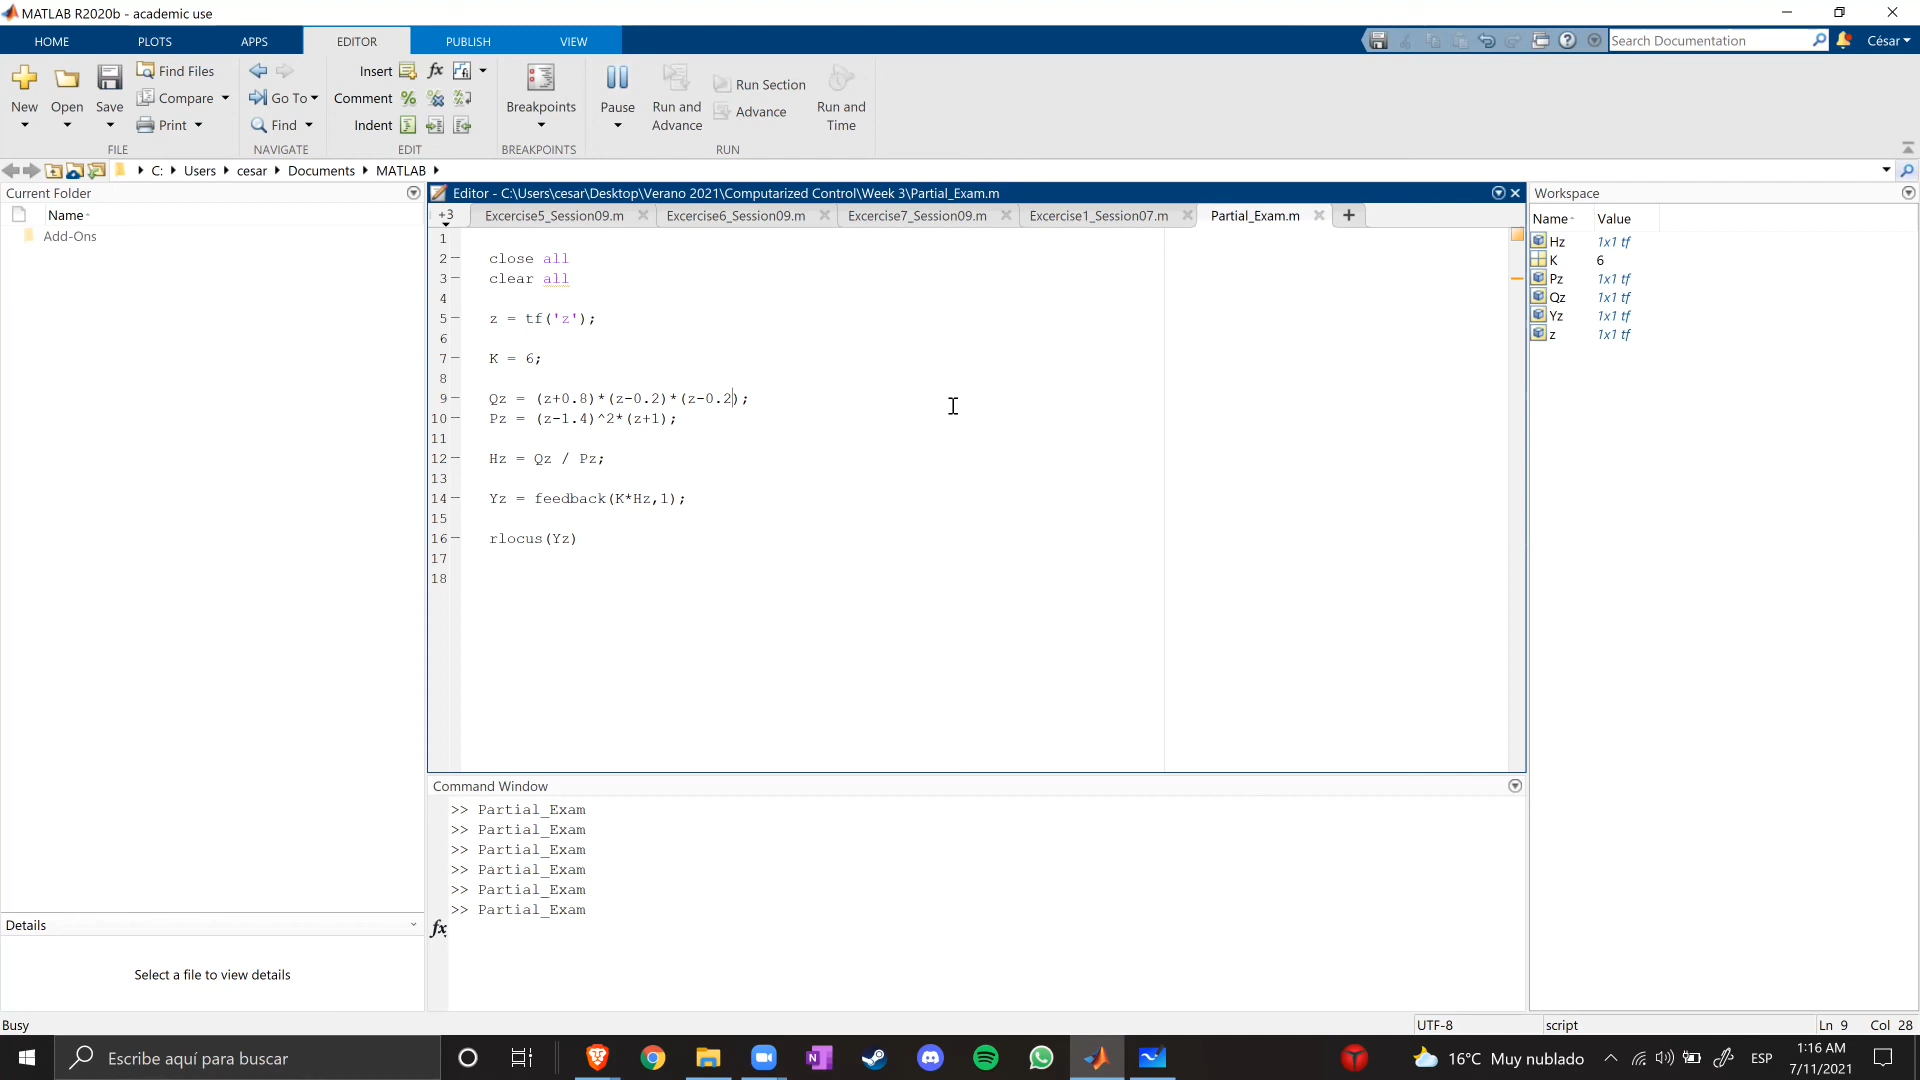 MATLAB R2020b - academic use
HOME PLOTS APPS EDITOR PUBLISH VIEW Search Documentation César
New Open Save Find Files Compare Print Go To Find Insert Comment Indent fx Breakpoints Pause Run and Advance Run Section Advance Run and Time
FILE NAVIGATE EDIT BREAKPOINTS RUN
C: Users cesar Documents MATLAB
Current Folder
Name
Add-Ons
Details
Select a file to view details
Editor - C:\Users\cesar\Desktop\Verano 2021\Computarized Control\Week 3\Partial_Exam.m
+3 Excercise5_Session09.m Excercise6_Session09.m Excercise7_Session09.m Excercise1_Session07.m Partial_Exam.m +
1
2 close all
3 clear all
4
5 z = tf('z');
6
7 K = 6;
8
9 Qz = (z+0.8)*(z-0.2)*(z-0.2);
10 Pz = (z-1.4)^2*(z+1);
11
12 Hz = Qz / Pz;
13
14 Yz = feedback(K*Hz,1);
15
16 rlocus(Yz)
17
18
Command Window
>> Partial_Exam
>> Partial_Exam
>> Partial_Exam
>> Partial_Exam
>> Partial_Exam
>> Partial_Exam
fx
Workspace
Name Value
Hz 1x1 tf
K 6
Pz 1x1 tf
Qz 1x1 tf
Yz 1x1 tf
z 1x1 tf
Busy UTF-8 script Ln 9 Col 28
Escribe aquí para buscar 16°C Muy nublado ESP 1:16 AM
7/11/2021